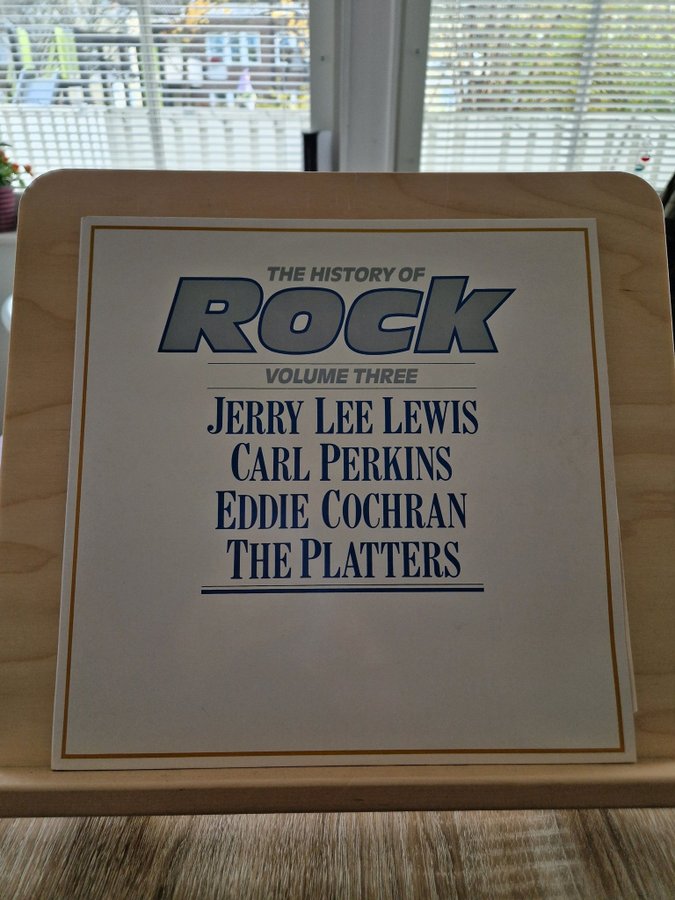 THE HISTORY OF
ROCK
VOLUME THREE
JERRY LEE LEWIS
CARL PERKINS
EDDIE COCHRAN
THE PLATTERS